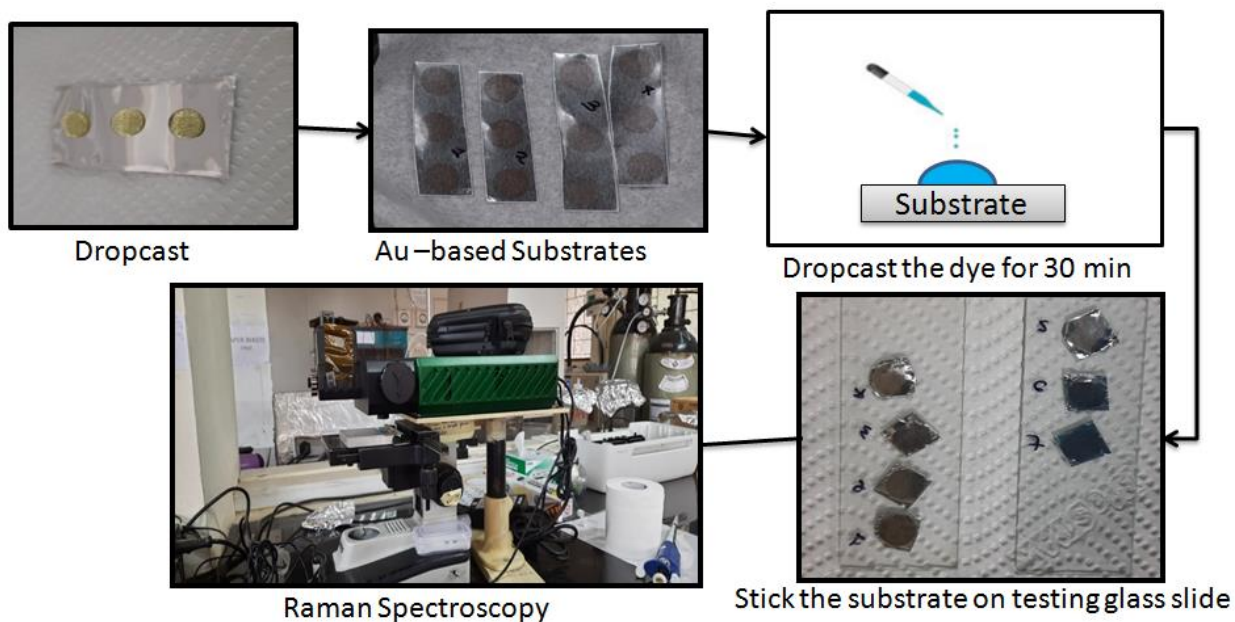 Dropcast
Au–based Substrates
Substrate
Dropcast the dye for 30 min
Raman Spectroscopy
Stick the substrate on testing glass slide